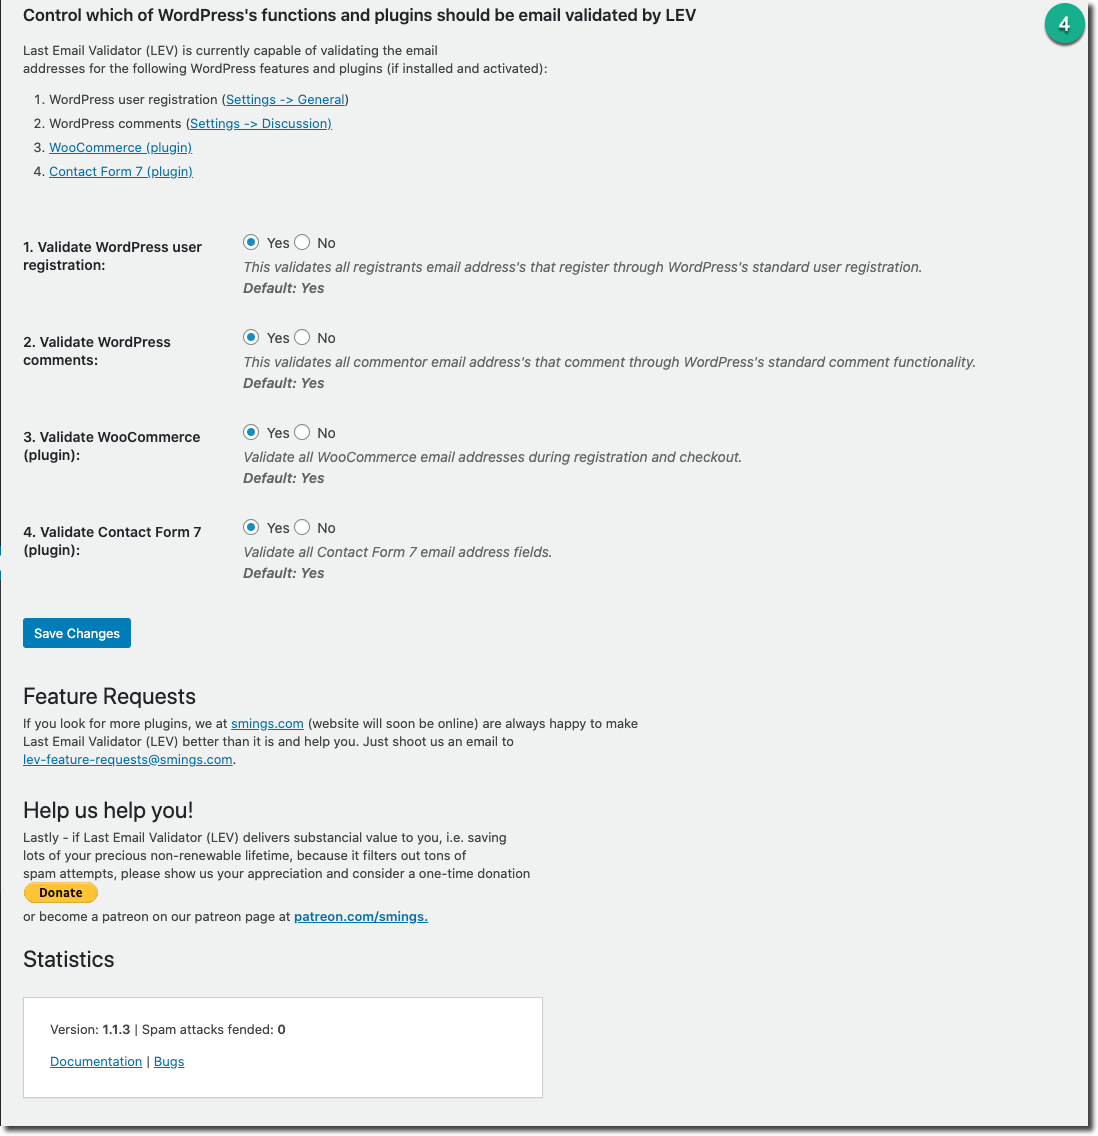 Control which of WordPress's functions and plugins should be email validated by LEV
4
Last Email Validator (LEV) is currently capable of validating the email
addresses for the following WordPress features and plugins (if installed and activated):
1. WordPress user registration (Settings -> General)
2. WordPress comments (Settings -> Discussion)
3. WooCommerce (plugin)
4. Contact Form 7 (plugin)
1. Validate WordPress user
registration:
Yes No
This validates all registrants email address's that register through WordPress's standard user registration.
Default: Yes
2. Validate WordPress
comments:
Yes No
This validates all commentor email address's that comment through WordPress's standard comment functionality.
Default: Yes
3. Validate WooCommerce
(plugin):
Yes No
Validate all WooCommerce email addresses during registration and checkout.
Default: Yes
4. Validate Contact Form 7
(plugin):
Yes No
Validate all Contact Form 7 email address fields.
Default: Yes
Save Changes
Feature Requests
If you look for more plugins, we at smings.com (website will soon be online) are always happy to make
Last Email Validator (LEV) better than it is and help you. Just shoot us an email to
lev-feature-requests@smings.com.
Help us help you!
Lastly - if Last Email Validator (LEV) delivers substancial value to you, i.e. saving
lots of your precious non-renewable lifetime, because it filters out tons of
spam attempts, please show us your appreciation and consider a one-time donation
Donate
or become a patreon on our patreon page at patreon.com/smings.
Statistics
Version: 1.1.3 | Spam attacks fended: 0
Documentation | Bugs